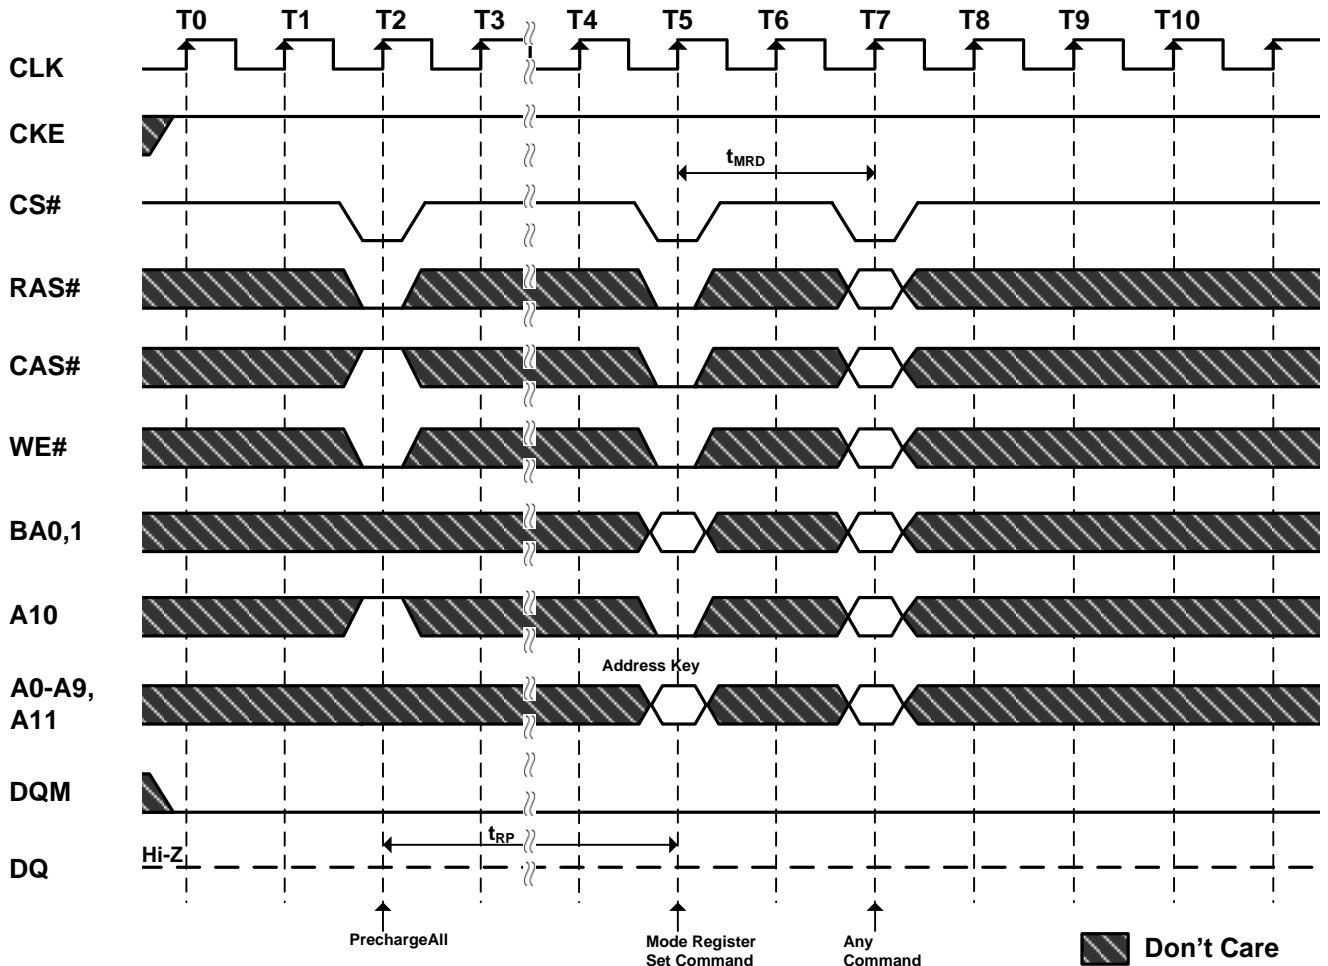 T0 T1 T2 T3 T4 T5 T6 T7 T8 T9 T10
CLK
CKE
tMRD
CS#
RAS#
CAS#
WE#
BA0,1
A10
Address Key
A0-A9,
A11
DQM
tRP
Hi-Z
DQ
PrechargeAll
Mode Register
Set Command
Any
Command
Don't Care